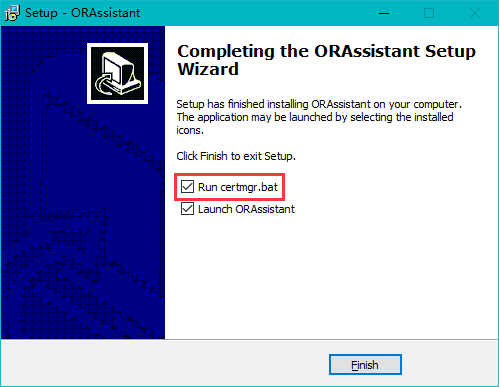 Setup - ORAssistant
Completing the ORAssistant Setup
Wizard
Setup has finished installing ORAssistant on your computer.
The application may be launched by selecting the installed
icons.
Click Finish to exit Setup.
Run certmgr.bat
Launch ORAssistant
Finish